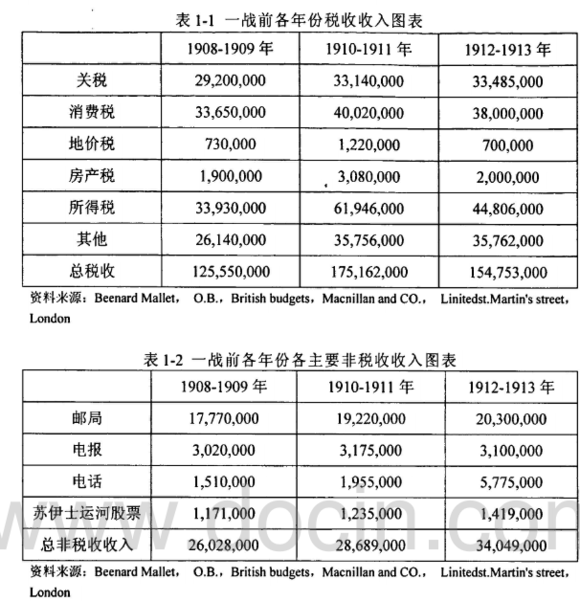 表 1-1 一战前各年份税收收入图表
1908-1909 年 1910-1911 年 1912-1913 年
关税 29,200,000 33,140,000 33,485,000
消费税 33,650,000 40,020,000 38,000,000
地价税 730,000 1,220,000 700,000
房产税 1,900,000 3,080,000 2,000,000
所得税 33,930,000 61,946,000 44,806,000
其他 26,140,000 35,756,000 35,762,000
总税收 125,550,000 175,162,000 154,753,000
资料来源：Beenard Mallet， O.B.，British budgets，Macnillan and CO.， Linitedst.Martin's street，
London
表 1-2 一战前各年份各主要非税收收入图表
1908-1909 年 1910-1911 年 1912-1913 年
邮局 17,770,000 19,220,000 20,300,000
电报 3,020,000 3,175,000 3,100,000
电话 1,510,000 1,955,000 5,775,000
苏伊士运河股票 1,171,000 1,235,000 1,419,000
总非税收收入 26,028,000 28,689,000 34,049,000
www.docin.com
资料来源：Beenard Mallet， O.B.，British budgets，Macnillan and CO.， Linitedst.Martin's street，
London